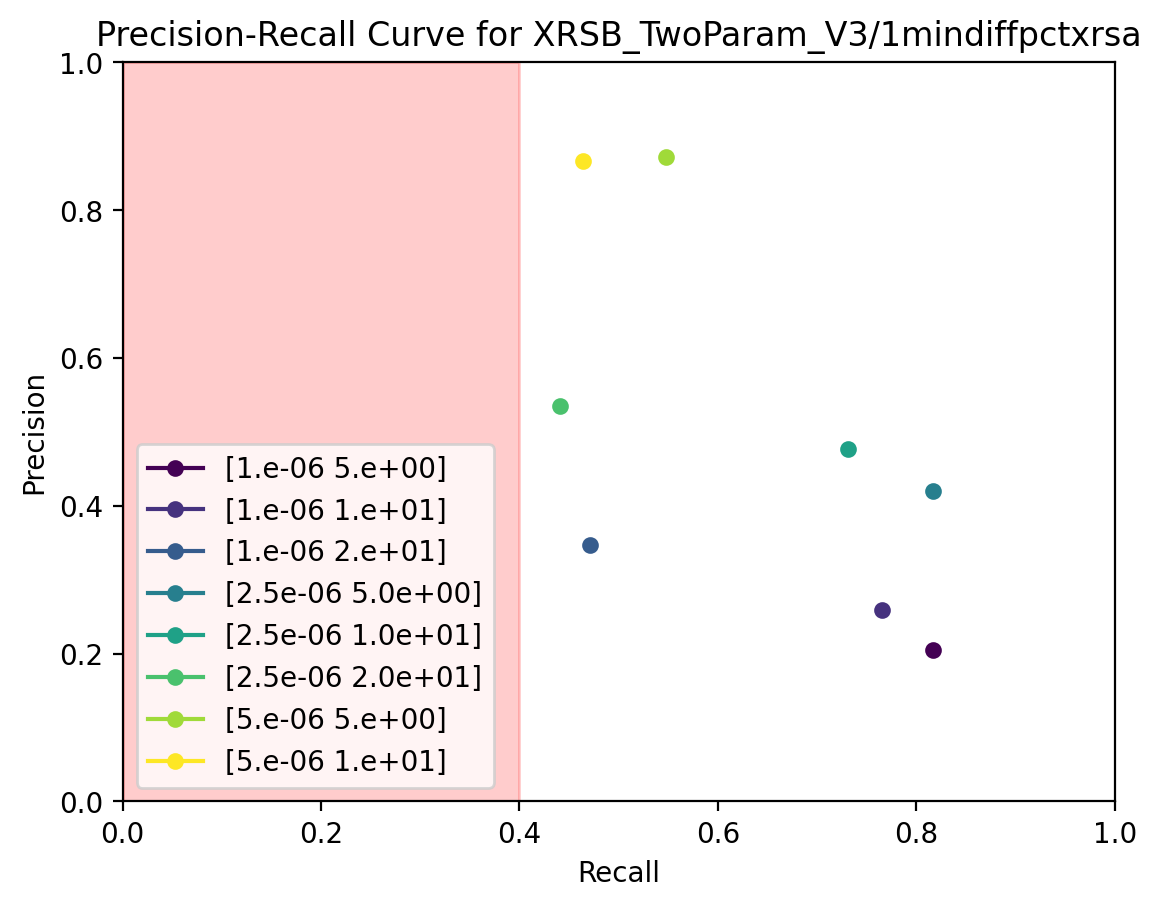 Precision-Recall Curve for XRSB_TwoParam_V3/1mindiffpctxrsa
1.0
0.8
0.6
0.4
0.2
0.0
Precision
[1.e-06 5.e+00]
[1.e-06 1.e+01]
[1.e-06 2.e+01]
[2.5e-06 5.0e+00]
[2.5e-06 1.0e+01]
[2.5e-06 2.0e+01]
[5.e-06 5.e+00]
[5.e-06 1.e+01]
0.0 0.2 0.4 0.6 0.8 1.0
Recall